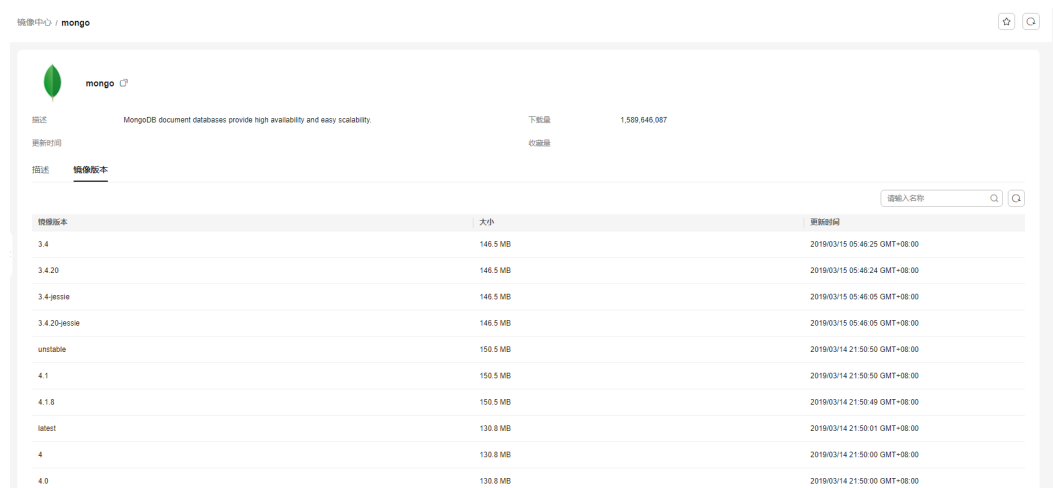 镜像中心 / mongo
mongo
描述 MongoDB document databases provide high availability and easy scalability. 下载量 1,589,646,087
更新时间 收藏量
描述 镜像版本
请输入名称
镜像版本 大小 更新时间
3.4 146.5 MB 2019/03/15 05:46:25 GMT+08:00
3.4.20 146.5 MB 2019/03/15 05:46:24 GMT+08:00
3.4-jessie 146.5 MB 2019/03/15 05:46:05 GMT+08:00
3.4.20-jessie 146.5 MB 2019/03/15 05:46:05 GMT+08:00
unstable 150.5 MB 2019/03/14 21:50:50 GMT+08:00
4.1 150.5 MB 2019/03/14 21:50:50 GMT+08:00
4.1.8 150.5 MB 2019/03/14 21:50:49 GMT+08:00
latest 130.8 MB 2019/03/14 21:50:01 GMT+08:00
4 130.8 MB 2019/03/14 21:50:00 GMT+08:00
4.0 130.8 MB 2019/03/14 21:50:00 GMT+08:00